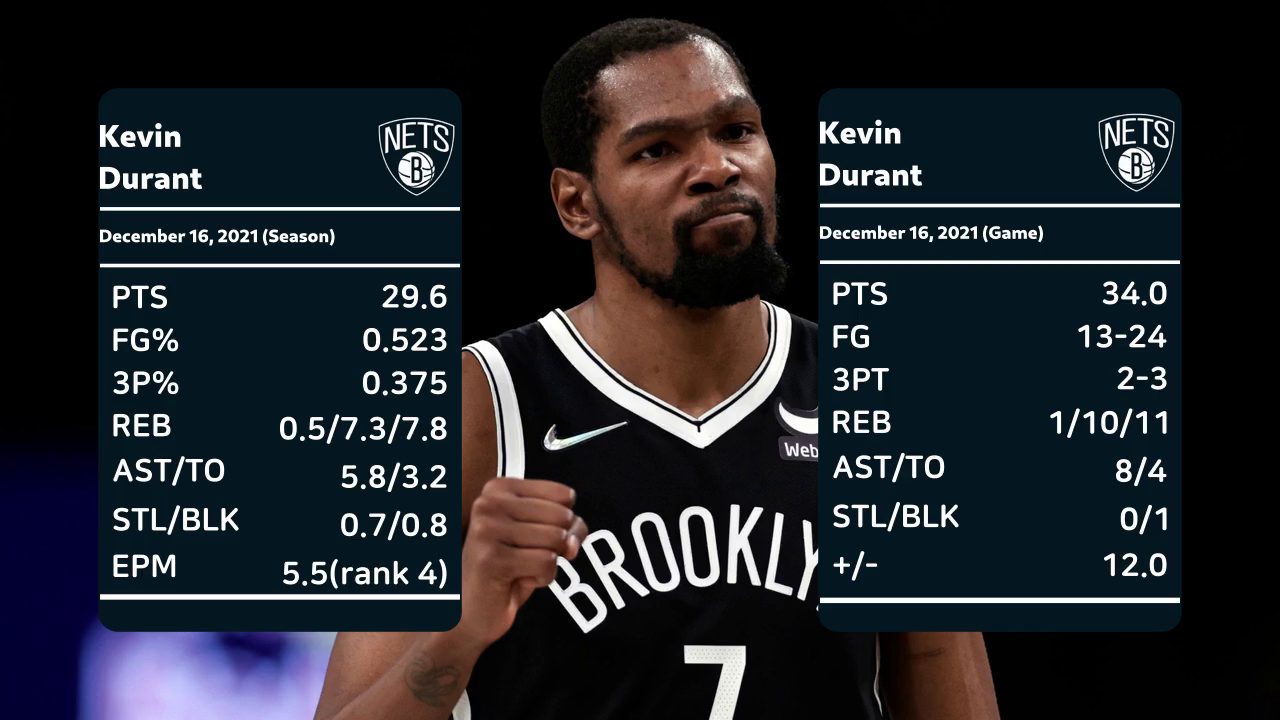 Kevin
Durant
NETS
B
December 16, 2021 (Season)
PTS 29.6
FG% 0.523
3P% 0.375
REB 0.5/7.3/7.8
AST/TO 5.8/3.2
STL/BLK 0.7/0.8
EPM 5.5(rank 4)
Web
BROOKLY
7
Kevin
Durant
NETS
B
December 16, 2021 (Game)
PTS 34.0
FG 13-24
3PT 2-3
REB 1/10/11
AST/TO 8/4
STL/BLK 0/1
+/- 12.0